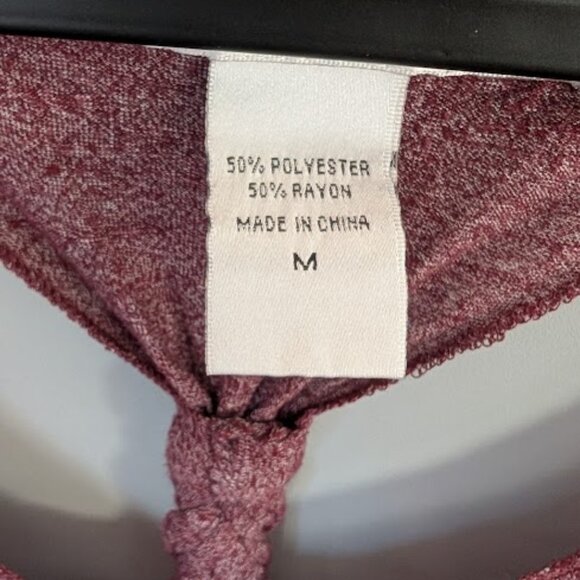 50% POLYESTER
50% RAYON
MADE IN CHINA
M